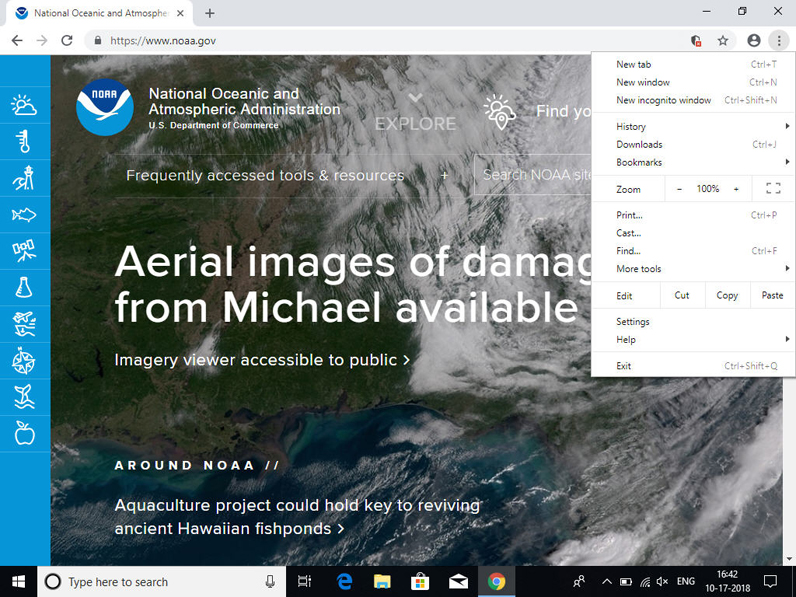 National Oceanic and Atmospher
https://www.noaa.gov
NOAA
National Oceanic and
Atmospheric Administration
U.S. Department of Commerce
EXPLORE
Find yo
Frequently accessed tools & resources +
Search NOAA site
Aerial images of damag
from Michael available
Imagery viewer accessible to public >
AROUND NOAA //
Aquaculture project could hold key to reviving
ancient Hawaiian fishponds >
New tab Ctrl+T
New window Ctrl+N
New incognito window Ctrl+Shift+N
History
Downloads Ctrl+J
Bookmarks
Zoom - 100% +
Print... Ctrl+P
Cast...
Find... Ctrl+F
More tools
Edit Cut Copy Paste
Settings
Help
Exit Ctrl+Shift+Q
Type here to search
ENG
16:42
10-17-2018